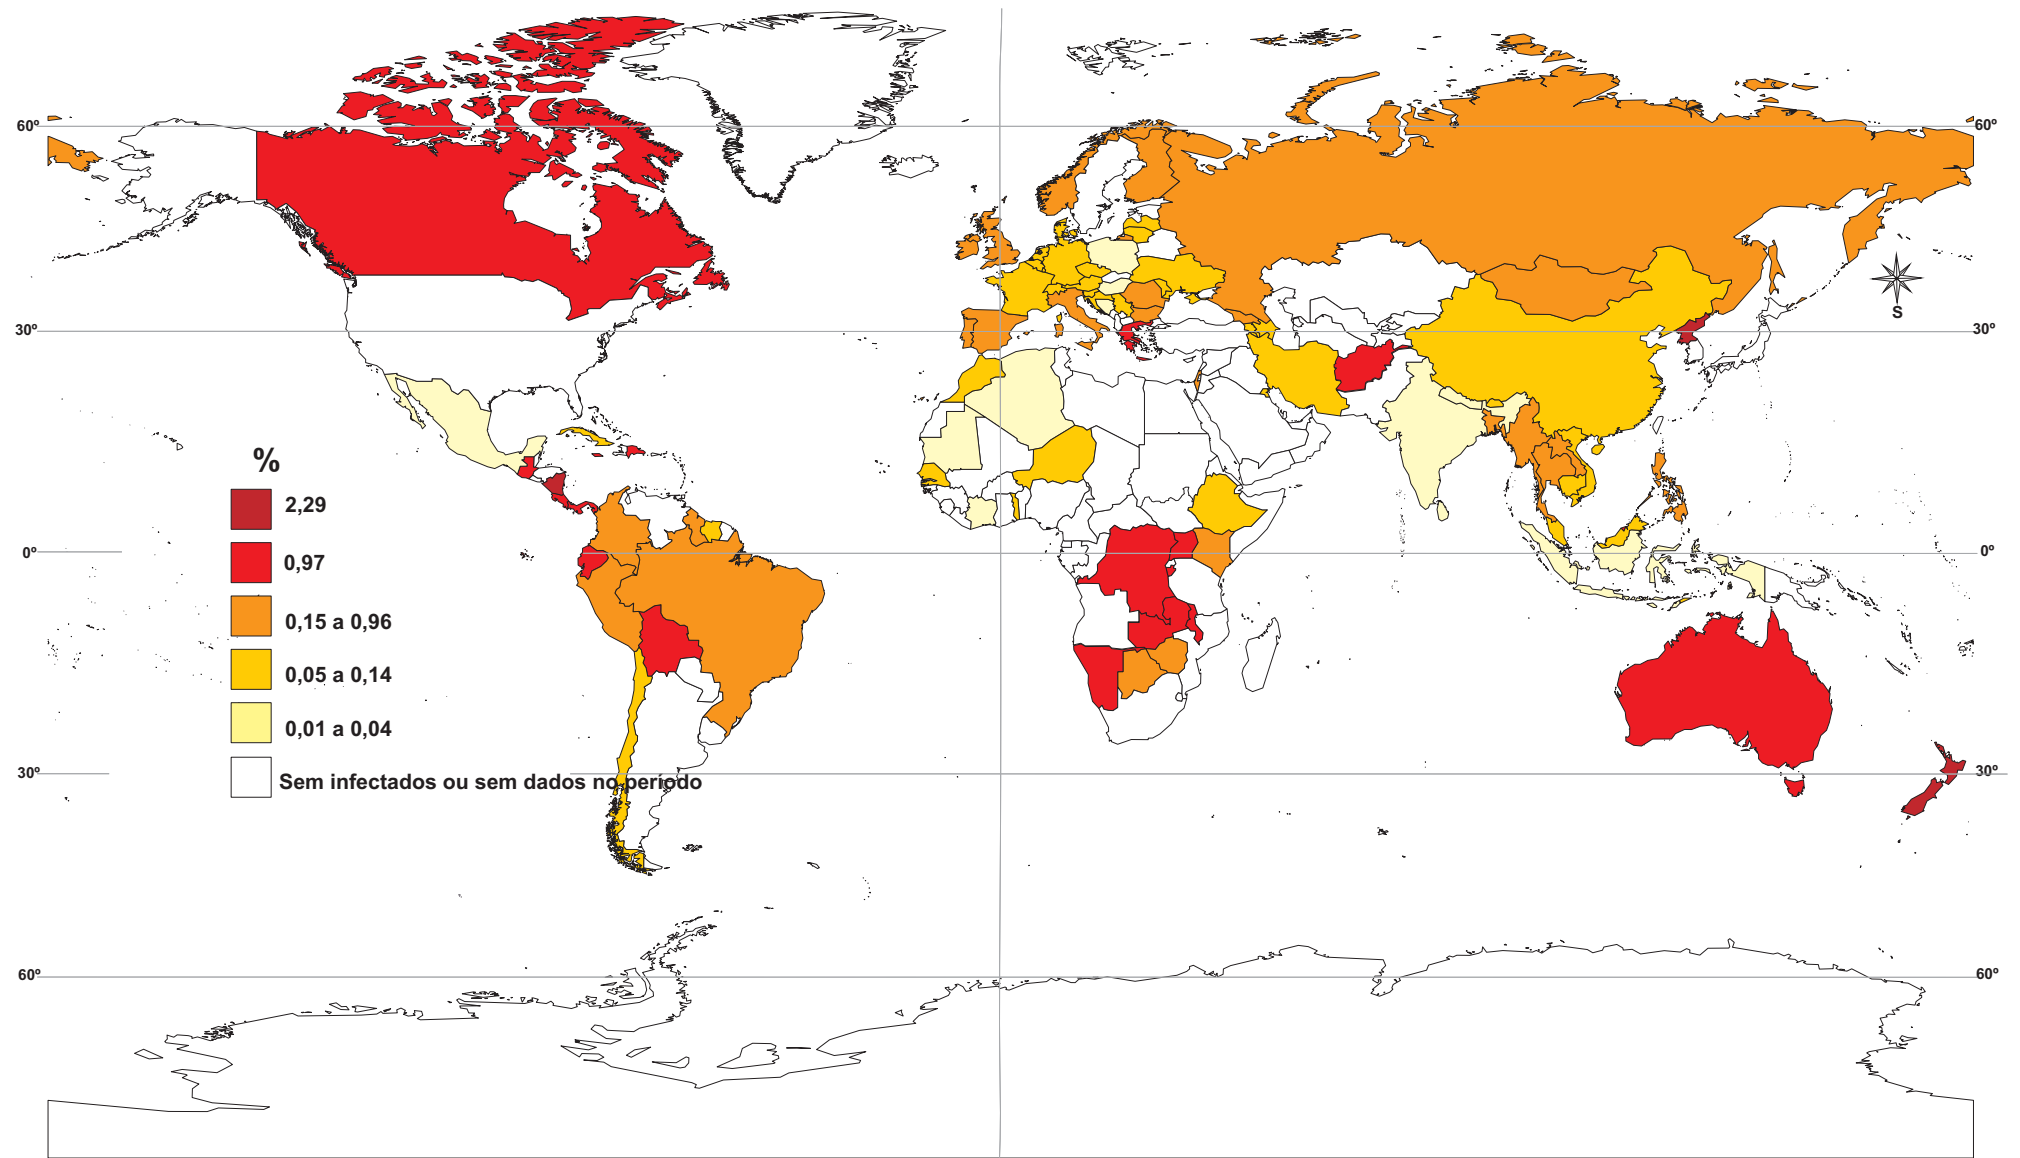 60º 60º
S
30º 30º
%
2,29
0º 0º
0,97
0,15 a 0,96
0,05 a 0,14
0,01 a 0,04
30º 30º
Sem infectados ou sem dados no período
60º 60º